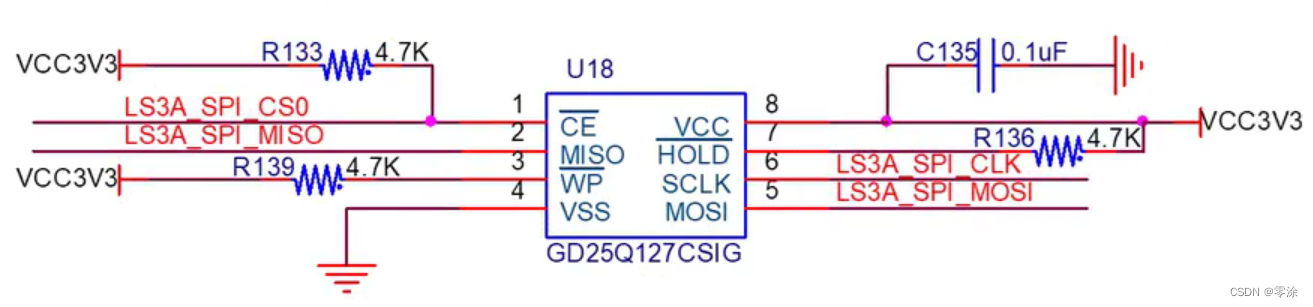 VCC3V3
R133
4.7K
LS3A_SPI_CS0
LS3A_SPI_MISO
VCC3V3
R139
4.7K
U18
1
2
3
4
CE
MISO
WP
VSS
VCC
HOLD
SCLK
MOSI
8
7
6
5
GD25Q127CSIG
C135
0.1uF
VCC3V3
R136
4.7K
LS3A_SPI_CLK
LS3A_SPI_MOSI
CSDN @零涂